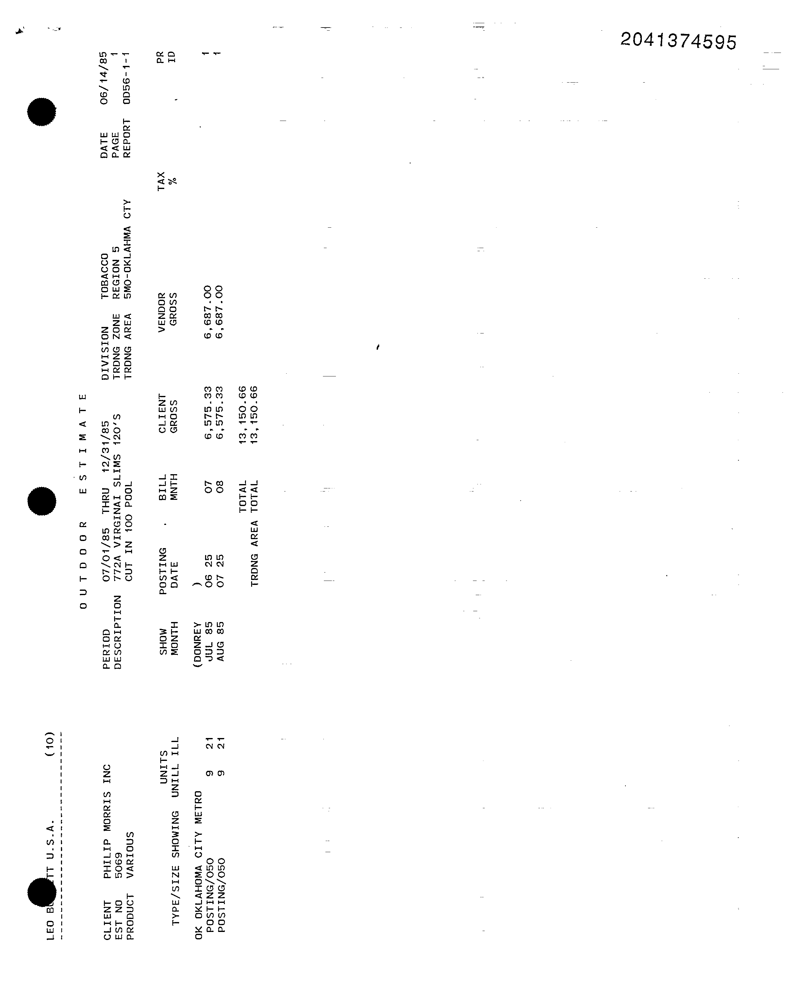 2041374595
LEO B TT U.S.A. (10)
O U T D O O R E S T I M A T E
CLIENT PHILIP MORRIS INC PERIOD 07/01/85 THRU 12/31/85 DIVISION TOBACCO DATE 06/14/85
EST NO 5069 DESCRIPTION 772A VIRGINAI SLIMS 120'S TRDNG ZONE REGION 5 PAGE 1
PRODUCT VARIOUS CUT IN 100 POOL TRDNG AREA 5MO-OKLAHMA CTY REPORT OD56-1-1
UNITS SHOW POSTING . BILL CLIENT VENDOR TAX PR
TYPE/SIZE SHOWING UNILL ILL MONTH DATE MNTH GROSS GROSS % ID
OK OKLAHOMA CITY METRO (DONREY )
POSTING/050 9 21 JUL 85 06 25 07 6,575.33 6,687.00 1
POSTING/050 9 21 AUG 85 07 25 08 6,575.33 6,687.00 1
TOTAL 13,150.66
TRDNG AREA TOTAL 13,150.66